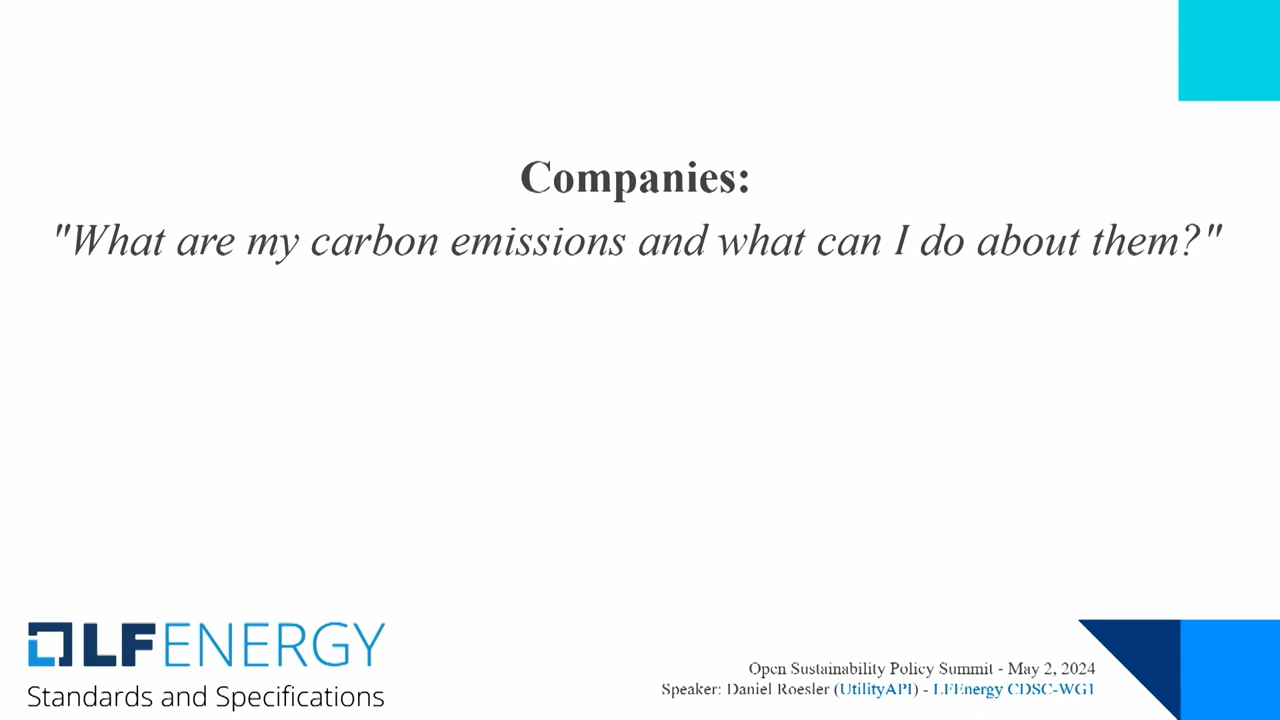 Companies:
"What are my carbon emissions and what can I do about them?"
LFENERGY
Standards and Specifications
Open Sustainability Policy Summit - May 2, 2024
Speaker: Daniel Roesler (UtilityAPI) - LFEnergy CDSC-WG1